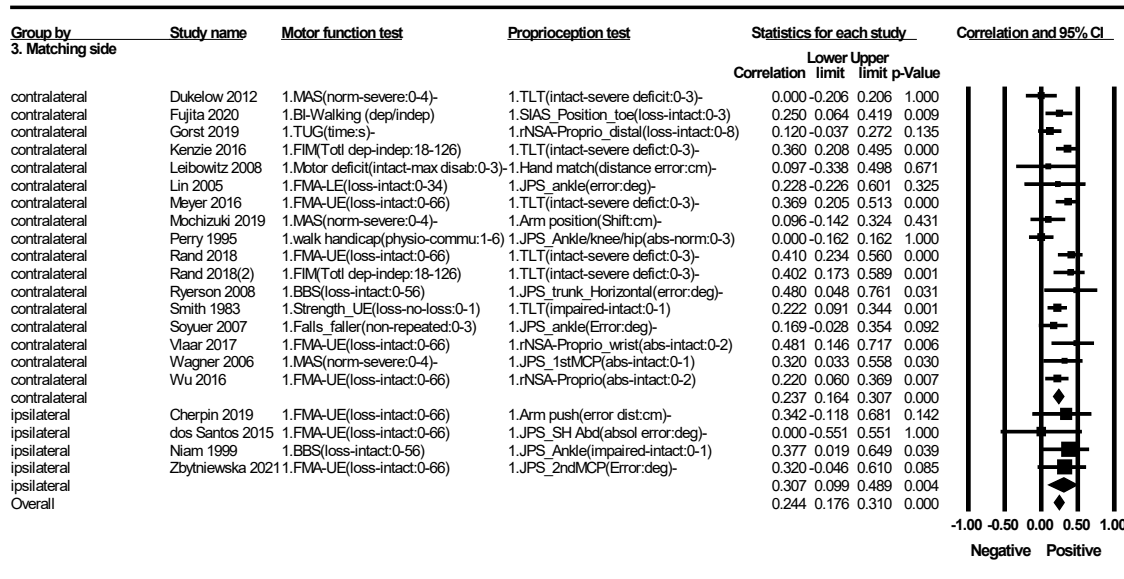 Group by Study name Motor function test Proprioception test Statistics for each study Correlation and 95% CI
3. Matching side
Lower Upper
Correlation limit limit p-Value
contralateral Dukelow 2012 1.MAS(norm-severe:0-4)- 1.TLT(intact-severe deficit:0-3)- 0.000 -0.206 0.206 1.000
contralateral Fujita 2020 1.BI-Walking (dep/indep) 1.SIAS_Position_toe(loss-intact:0-3) 0.250 0.064 0.419 0.009
contralateral Gorst 2019 1.TUG(time:s)- 1.rNSA-Proprio_distal(loss-intact:0-8) 0.120 -0.037 0.272 0.135
contralateral Kenzie 2016 1.FIM(Totl dep-indep:18-126) 1.TLT(intact-severe deficit:0-3)- 0.360 0.208 0.495 0.000
contralateral Leibowitz 2008 1.Motor deficit(intact-max disab:0-3)- 1.Hand match(distance error:cm)- 0.097 -0.338 0.498 0.671
contralateral Lin 2005 1.FMA-LE(loss-intact:0-34) 1.JPS_ankle(error:deg)- 0.228 -0.226 0.601 0.325
contralateral Meyer 2016 1.FMA-UE(loss-intact:0-66) 1.TLT(intact-severe deficit:0-3)- 0.369 0.205 0.513 0.000
contralateral Mochizuki 2019 1.MAS(norm-severe:0-4)- 1.Arm position(Shift:cm)- 0.096 -0.142 0.324 0.431
contralateral Perry 1995 1.walk handicap(physio-commu:1-6) 1.JPS_Ankle/knee/hip(abs-norm:0-3) 0.000 -0.162 0.162 1.000
contralateral Rand 2018 1.FMA-UE(loss-intact:0-66) 1.TLT(intact-severe deficit:0-3)- 0.410 0.234 0.560 0.000
contralateral Rand 2018(2) 1.FIM(Totl dep-indep:18-126) 1.TLT(intact-severe deficit:0-3)- 0.402 0.173 0.589 0.001
contralateral Ryerson 2008 1.BBS(loss-intact:0-56) 1.JPS_trunk_Horizontal(error:deg)- 0.480 0.048 0.761 0.031
contralateral Smith 1983 1.Strength_UE(loss-no-loss:0-1) 1.TLT(impaired-intact:0-1) 0.222 0.091 0.344 0.001
contralateral Soyuer 2007 1.Falls_faller(non-repeated:0-3) 1.JPS_ankle(Error:deg)- 0.169 -0.028 0.354 0.092
contralateral Vlaar 2017 1.FMA-UE(loss-intact:0-66) 1.rNSA-Proprio_wrist(abs-intact:0-2) 0.481 0.146 0.717 0.006
contralateral Wagner 2006 1.MAS(norm-severe:0-4)- 1.JPS_1stMCP(abs-intact:0-1) 0.320 0.033 0.558 0.030
contralateral Wu 2016 1.FMA-UE(loss-intact:0-66) 1.rNSA-Proprio(abs-intact:0-2) 0.220 0.060 0.369 0.007
contralateral 0.237 0.164 0.307 0.000
ipsilateral Cherpin 2019 1.FMA-UE(loss-intact:0-66) 1.Arm push(error dist:cm)- 0.342 -0.118 0.681 0.142
ipsilateral dos Santos 2015 1.FMA-UE(loss-intact:0-66) 1.JPS_SH Abd(absol error:deg)- 0.000 -0.551 0.551 1.000
ipsilateral Niam 1999 1.BBS(loss-intact:0-56) 1.JPS_Ankle(impaired-intact:0-1) 0.377 0.019 0.649 0.039
ipsilateral Zbytniewska 2021 1.FMA-UE(loss-intact:0-66) 1.JPS_2ndMCP(Error:deg)- 0.320 -0.046 0.610 0.085
ipsilateral 0.307 0.099 0.489 0.004
Overall 0.244 0.176 0.310 0.000
-1.00 -0.50 0.00 0.50 1.00
Negative Positive